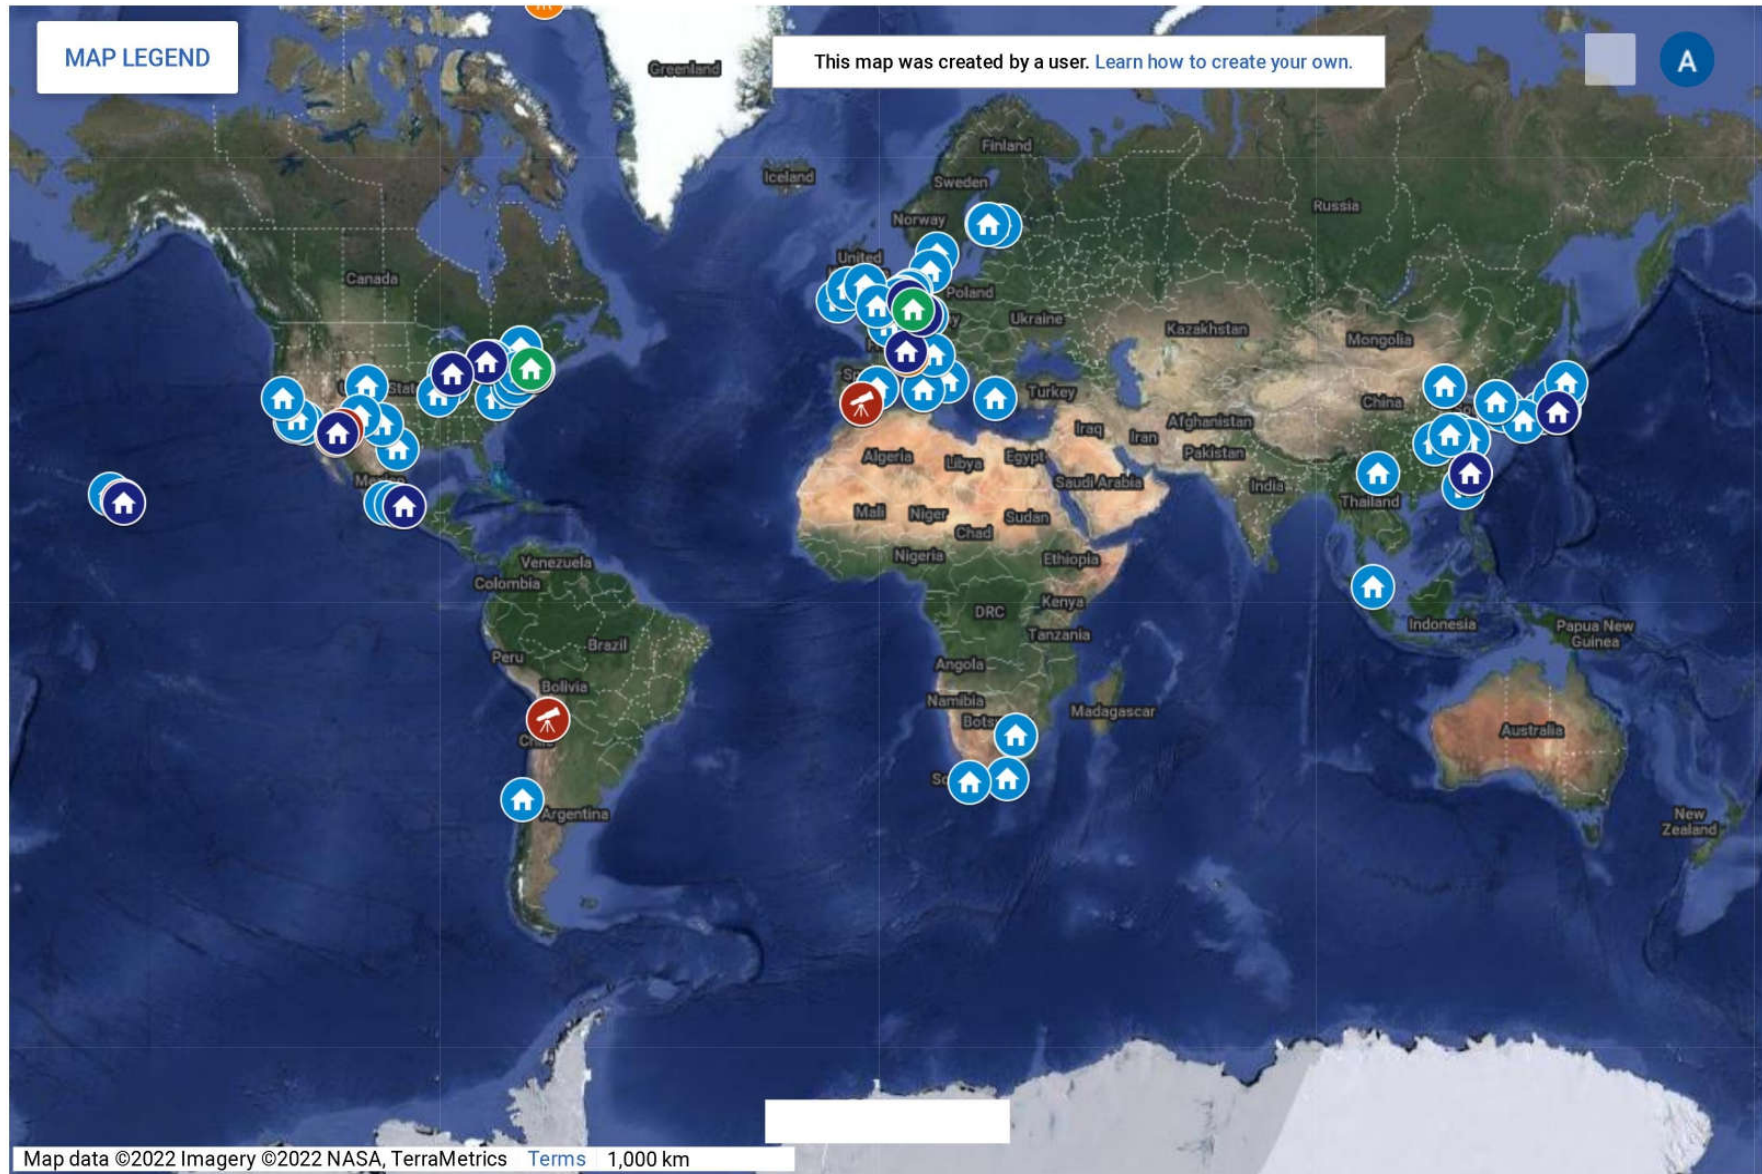 MAP LEGEND
This map was created by a user. Learn how to create your own.
A
Greenland
Finland
Iceland
Sweden
Russia
Norway
United
Canada
Poland
Ukraine
Kazakhstan
Mongolia
Turkey
China
Afghanistan
Iraq
Iran
Pakistan
Algeria
Libya
Egypt
Saudi Arabia
India
Thailand
Mali
Niger
Sudan
Chad
Nigeria
Ethiopia
Venezuela
Colombia
Kenya
DRC
Tanzania
Indonesia
Papua New
Guinea
Brazil
Peru
Angola
Bolivia
Namibia
Madagascar
Australia
Argentina
New
Zealand
Map data ©2022 Imagery ©2022 NASA, TerraMetrics Terms 1,000 km